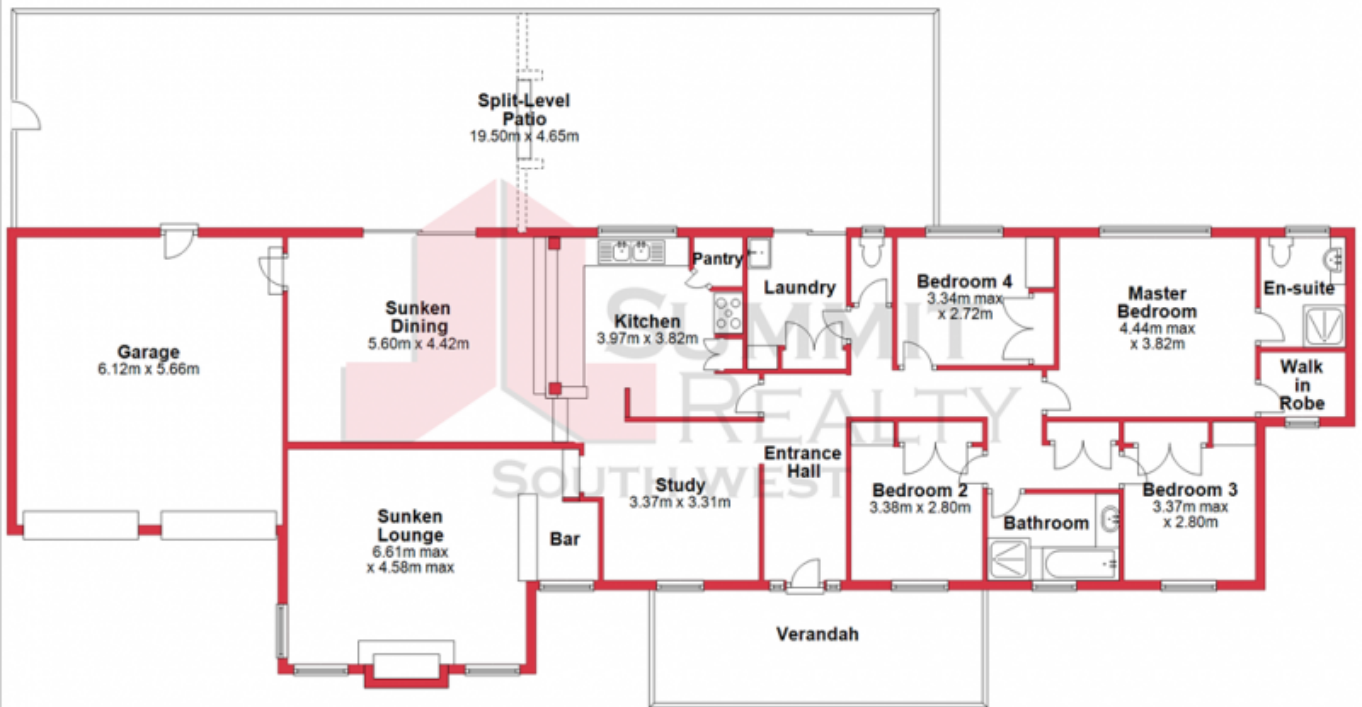 Split-Level
Patio
19.50m x 4.65m
Pantry
Laundry
Bedroom 4
3.34m max
x 2.72m
Master
Bedroom
4.44m max
x 3.82m
En-suite
Sunken
Dining
5.60m x 4.42m
Kitchen
3.97m x 3.82m
Garage
6.12m x 5.66m
Walk
in
Robe
SUMMIT
REALTY
SOUTHWEST
Entrance
Hall
Study
3.37m x 3.31m
Bedroom 2
3.38m x 2.80m
Bedroom 3
3.37m max
x 2.80m
Sunken
Lounge
6.61m max
x 4.58m max
Bar
Bathroom
Verandah